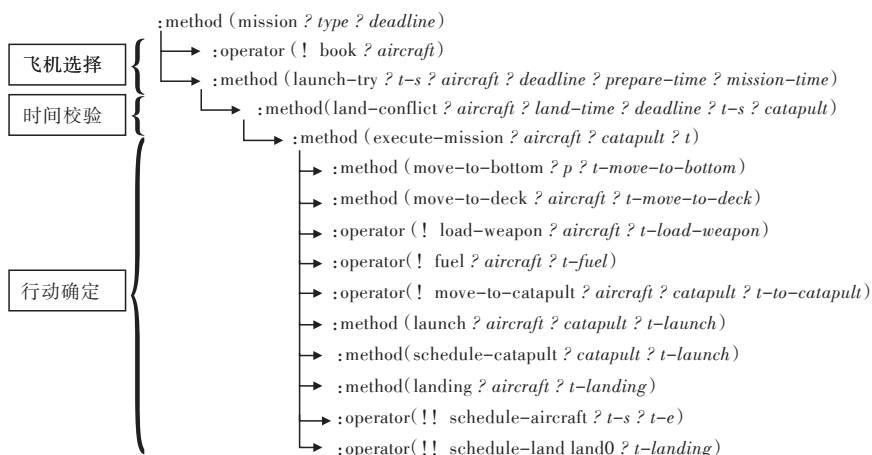 :method (mission ? type ? deadline)
:operator (! book ? aircraft)
飞机选择
:method (launch-try ? t-s ? aircraft ? deadline ? prepare-time ? mission-time)
时间校验
:method(land-conflict ? aircraft ? land-time ? deadline ? t-s ? catapult)
:method (execute-mission ? aircraft ? catapult ? t)
:method (move-to-bottom ? p ? t-move-to-bottom)
:method (move-to-deck ? aircraft ? t-move-to-deck)
:operator (! load-weapon ? aircraft ? t-load-weapon)
:operator(! fuel ? aircraft ? t-fuel)
行动确定
:operator(! move-to-catapult ? aircraft ? catapult ? t-to-catapult)
:method (launch ? aircraft ? catapult ? t-launch)
:method(schedule-catapult ? catapult ? t-launch)
:method(landing ? aircraft ? t-landing)
:operator(!! schedule-aircraft ? t-s ? t-e)
:operator(!! schedule-land land0 ? t-landing)